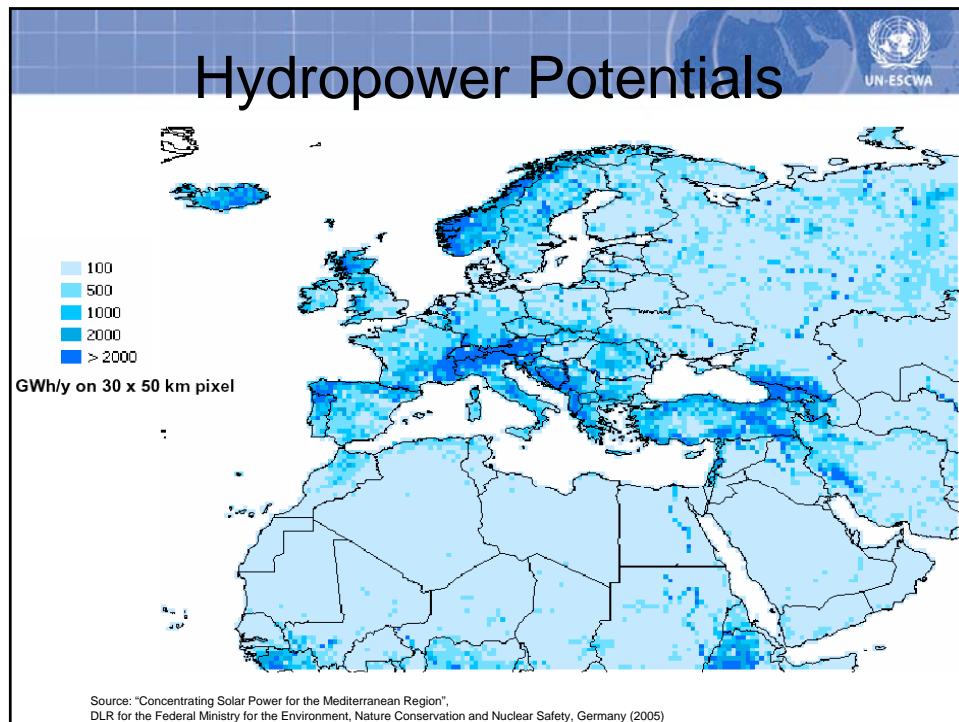 Hydropower Potentials
UN-ESCWA
100
500
1000
2000
> 2000
GWh/y on 30 x 50 km pixel
Source: “Concentrating Solar Power for the Mediterranean Region”,
DLR for the Federal Ministry for the Environment, Nature Conservation and Nuclear Safety, Germany (2005)